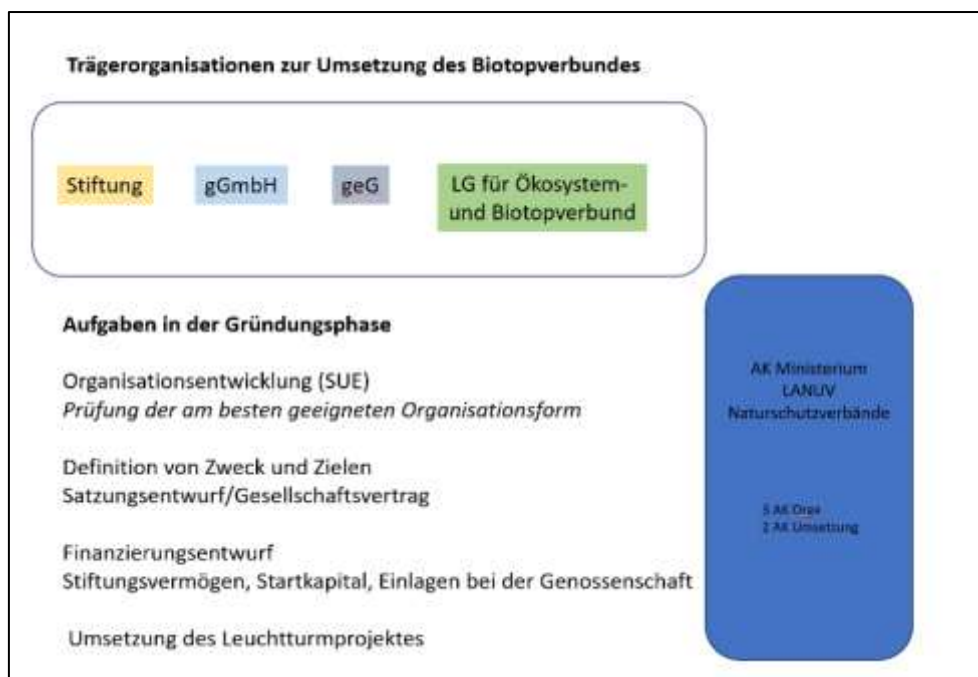 Trägerorganisationen zur Umsetzung des Biotopverbundes
Stiftung
gGmbH
geG
LG für Ökosystem-
und Biotopverbund
Aufgaben in der Gründungsphase
Organisationsentwicklung (SUE)
Prüfung der am besten geeigneten Organisationsform
Definition von Zweck und Zielen
Satzungsentwurf/Gesellschaftsvertrag
Finanzierungsentwurf
Stiftungsvermögen, Startkapital, Einlagen bei der Genossenschaft
Umsetzung des Leuchtturmprojektes
AK Ministerium
LANUV
Naturschutzverbände
AK
2 AK Umsetzung